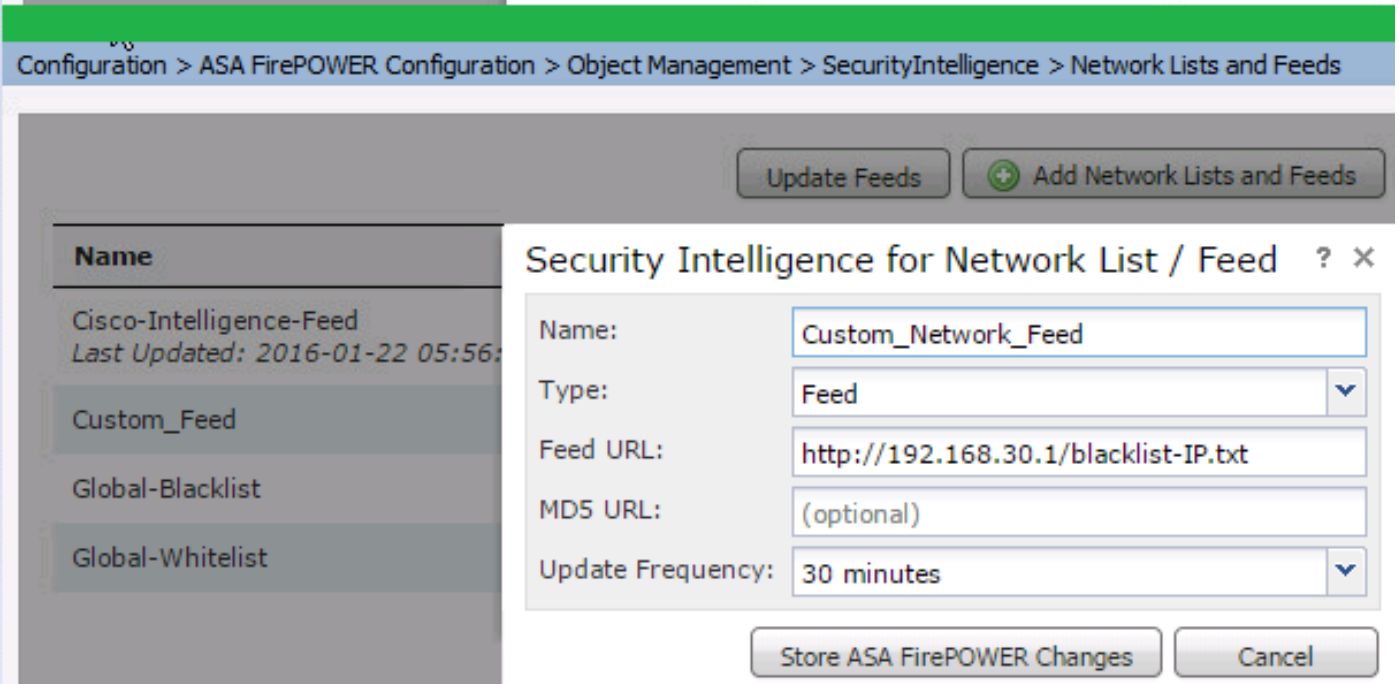 Configuration > ASA FirePOWER Configuration > Object Management > SecurityIntelligence > Network Lists and Feeds
Update Feeds
Add Network Lists and Feeds
Name
Cisco-Intelligence-Feed
Last Updated: 2016-01-22 05:56:
Custom_Feed
Global-Blacklist
Global-Whitelist
Security Intelligence for Network List / Feed ? ×
Name: Custom_Network_Feed
Type: Feed
Feed URL: http://192.168.30.1/blacklist-IP.txt
MD5 URL: (optional)
Update Frequency: 30 minutes
Store ASA FirePOWER Changes
Cancel